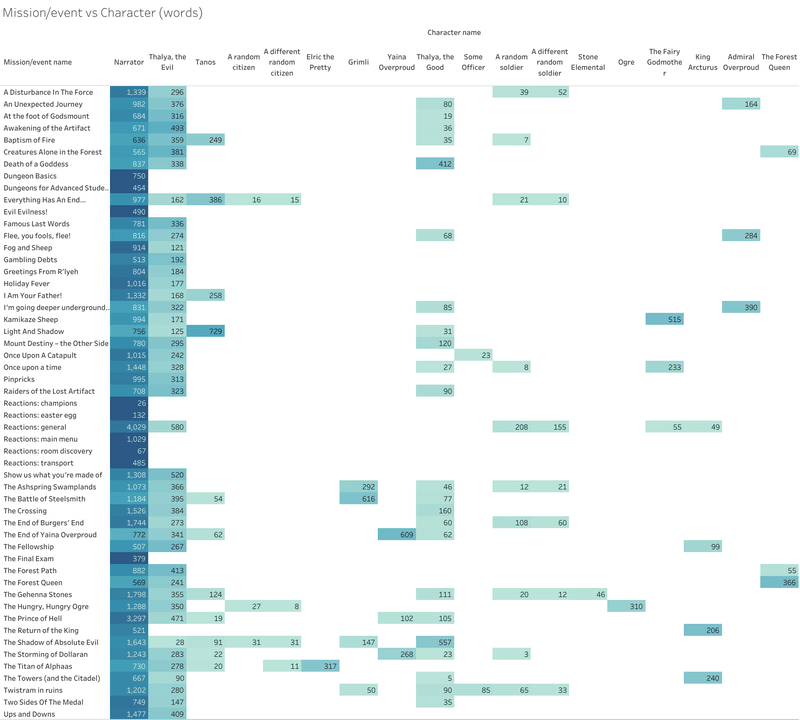 Mission/event vs Character (words)
Character name
Mission/event name Narrator Thalya, the Evil Tanos A random citizen A different random citizen Elric the Pretty Grimli Yaina Overproud Thalya, the Good Some Officer A random soldier A different random soldier Stone Elemental Ogre The Fairy Godmother King Arcturus Admiral Overproud The Forest Queen
A Disturbance In The Force 1,339 296 39 52
An Unexpected Journey 982 376 80 164
At the foot of Godsmount 684 316 19
Awakening of the Artifact 671 493 36
Baptism of Fire 636 359 249 35 7
Creatures Alone in the Forest 565 381 69
Death of a Goddess 837 338 412
Dungeon Basics 750
Dungeons for Advanced Stude.. 454
Everything Has An End... 977 162 386 16 15 21 10
Evil Evilness! 490
Famous Last Words 781 336
Flee, you fools, flee! 816 274 68 284
Fog and Sheep 914 121
Gambling Debts 513 192
Greetings From R'lyeh 804 184
Holiday Fever 1,016 177
I Am Your Father! 1,332 168 258
I'm going deeper underground.. 831 322 85 390
Kamikaze Sheep 994 171 515
Light And Shadow 756 125 729 31
Mount Destiny – the Other Side 780 295 120
Once Upon A Catapult 1,015 242 23
Once upon a time 1,448 328 27 8 233
Pinpricks 995 313
Raiders of the Lost Artifact 708 323 90
Reactions: champions 26
Reactions: easter egg 132
Reactions: general 4,029 580 208 155 55 49
Reactions: main menu 1,029
Reactions: room discovery 67
Reactions: transport 485
Show us what you're made of 1,308 520
The Ashspring Swamplands 1,073 366 292 46 12 21
The Battle of Steelsmith 1,184 395 54 616 77
The Crossing 1,526 384 160
The End of Burgers' End 1,744 273 60 108 60
The End of Yaina Overproud 772 341 62 609 62
The Fellowship 507 267 99
The Final Exam 379
The Forest Path 882 413 55
The Forest Queen 569 241 366
The Gehenna Stones 1,798 355 124 111 20 12 46
The Hungry, Hungry Ogre 1,288 350 27 8 310
The Prince of Hell 3,297 471 19 102 105
The Return of the King 521 206
The Shadow of Absolute Evil 1,643 28 91 31 31 147 557
The Storming of Dollaran 1,243 283 22 268 23 3
The Titan of Alphaas 730 278 20 11 317
The Towers (and the Citadel) 667 90 5 240
Twistram in ruins 1,202 280 50 90 85 65 33
Two Sides Of The Medal 749 147 35
Ups and Downs 1,477 409